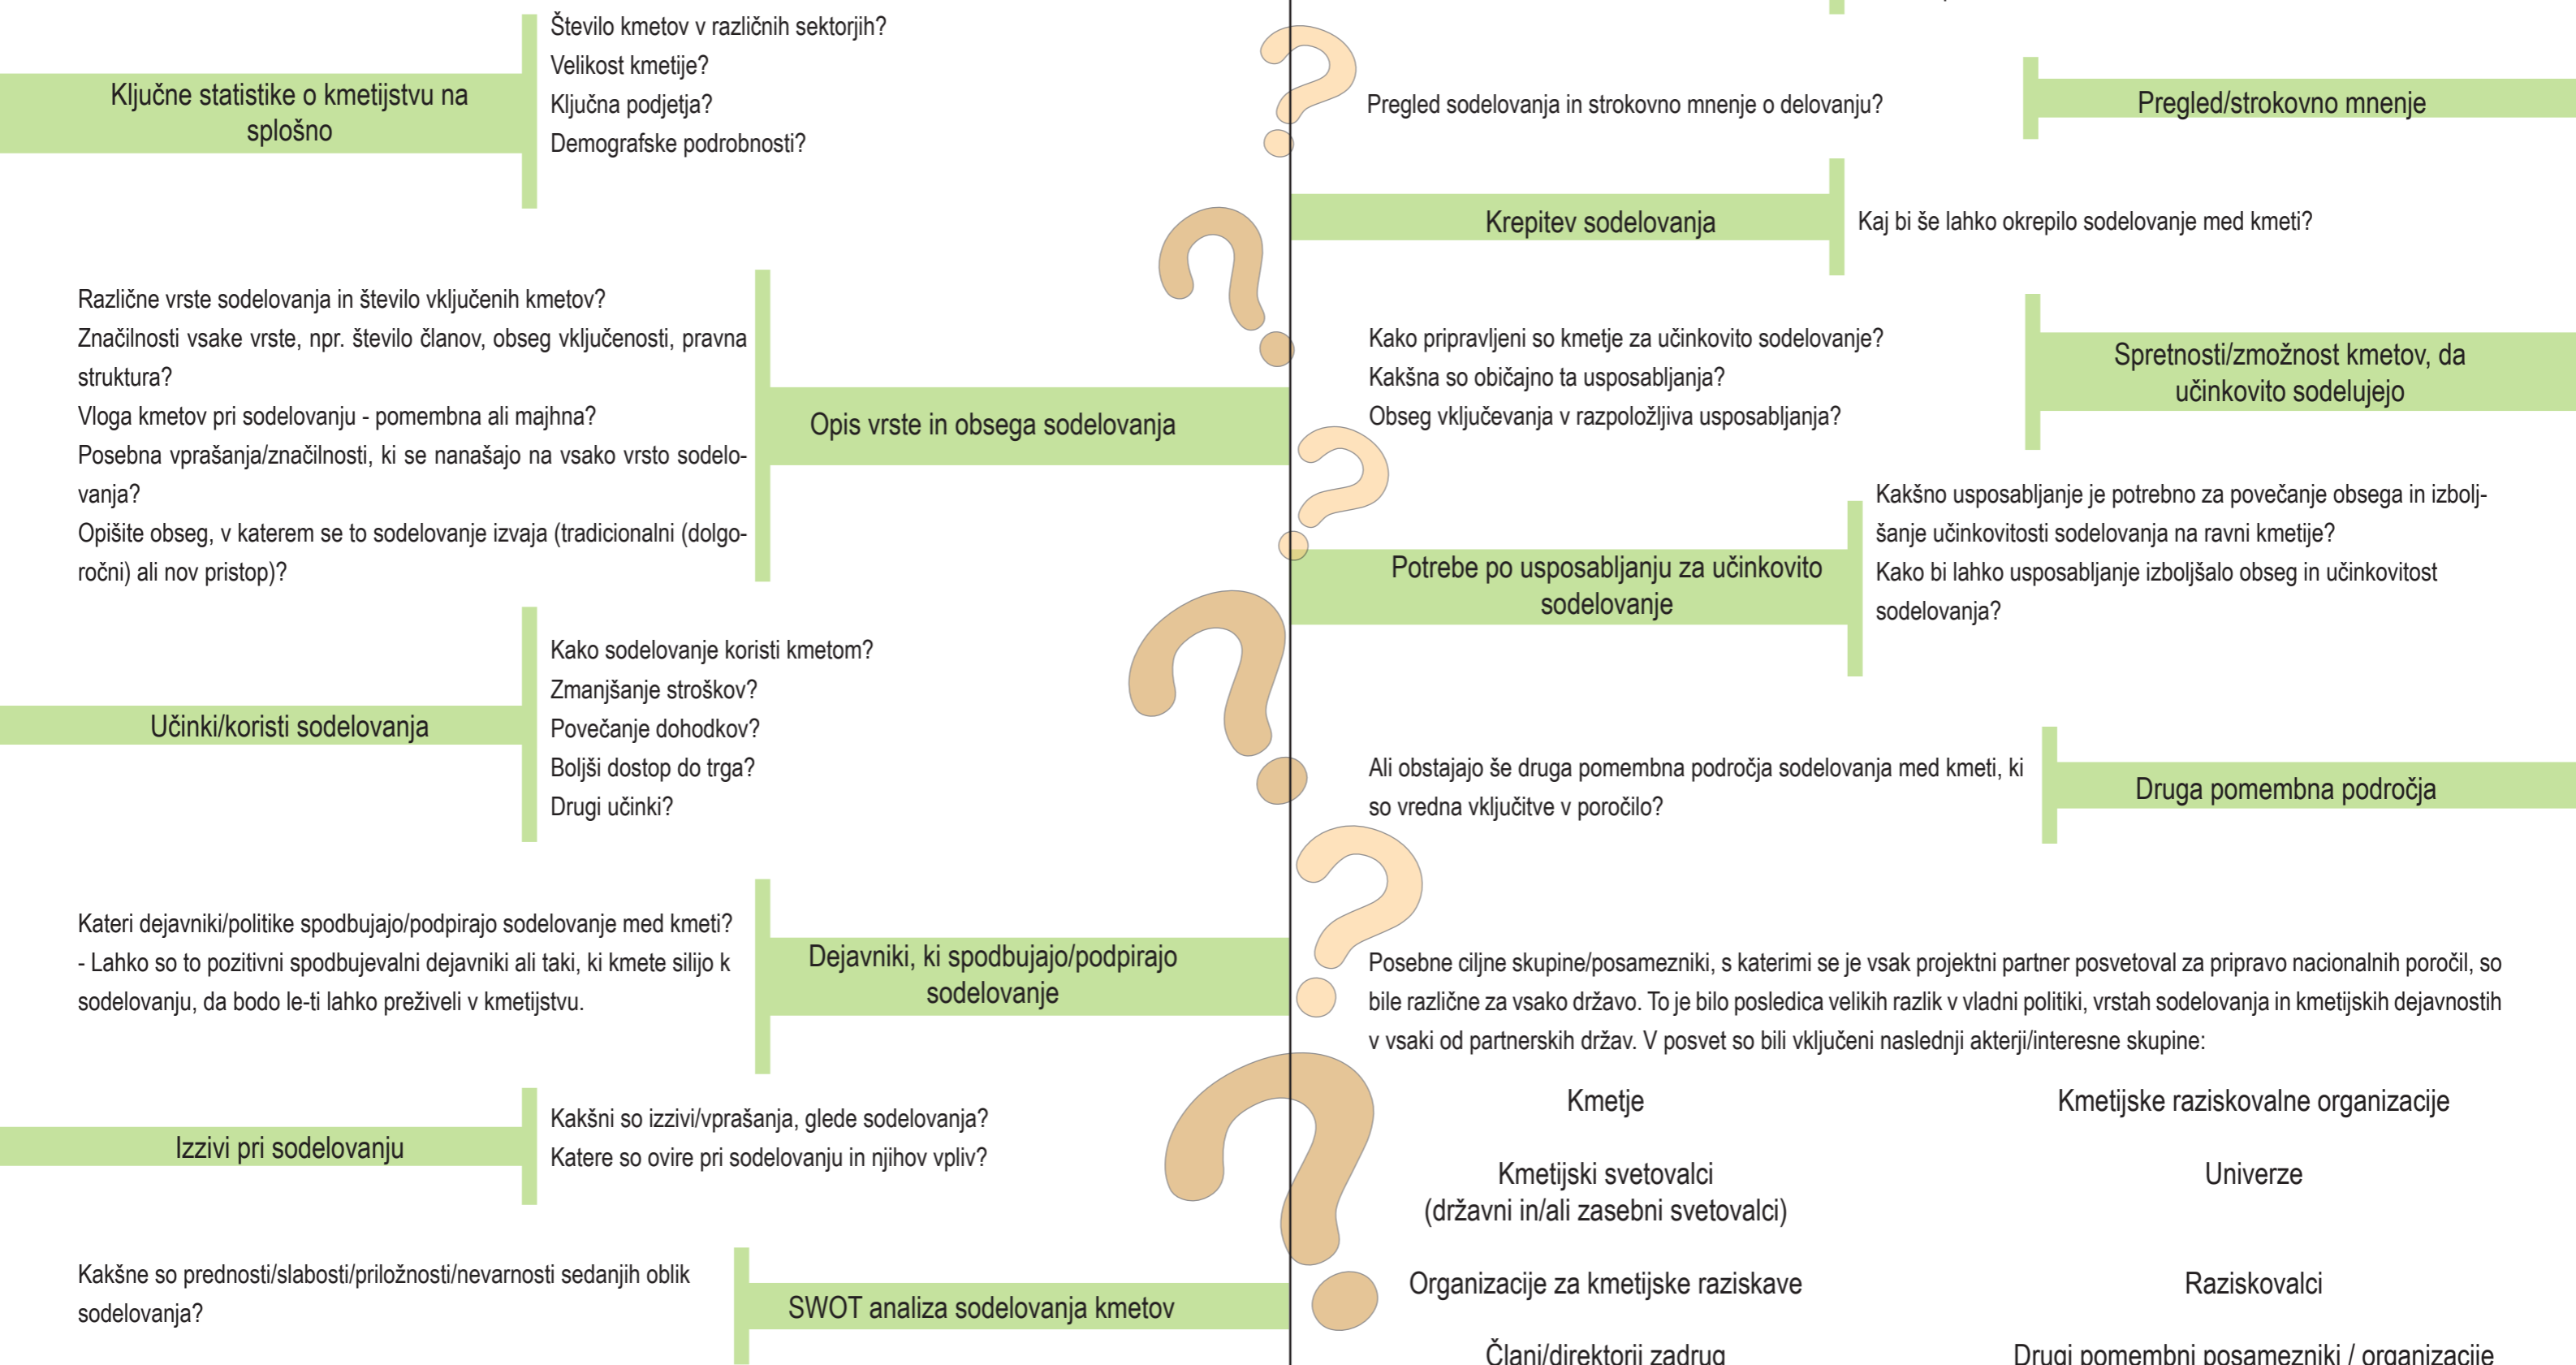 Ključne statistike o kmetijstvu na
splošno
Število kmetov v različnih sektorjih?
Velikost kmetije?
Ključna podjetja?
Demografske podrobnosti?
Različne vrste sodelovanja in število vključenih kmetov?
Značilnosti vsake vrste, npr. število članov, obseg vključenosti, pravna
struktura?
Vloga kmetov pri sodelovanju - pomembna ali majhna?
Posebna vprašanja/značilnosti, ki se nanašajo na vsako vrsto sodelo-
vanja?
Opišite obseg, v katerem se to sodelovanje izvaja (tradicionalni (dolgo-
ročni) ali nov pristop)?
Opis vrste in obsega sodelovanja
Učinki/koristi sodelovanja
Kako sodelovanje koristi kmetom?
Zmanjšanje stroškov?
Povečanje dohodkov?
Boljši dostop do trga?
Drugi učinki?
Kateri dejavniki/politike spodbujajo/podpirajo sodelovanje med kmeti?
- Lahko so to pozitivni spodbujevalni dejavniki ali taki, ki kmete silijo k
sodelovanju, da bodo le-ti lahko preživeli v kmetijstvu.
Dejavniki, ki spodbujajo/podpirajo
sodelovanje
Izzivi pri sodelovanju
Kakšni so izzivi/vprašanja, glede sodelovanja?
Katere so ovire pri sodelovanju in njihov vpliv?
Kakšne so prednosti/slabosti/priložnosti/nevarnosti sedanjih oblik
sodelovanja?
SWOT analiza sodelovanja kmetov
Pregled sodelovanja in strokovno mnenje o delovanju?
Pregled/strokovno mnenje
Krepitev sodelovanja
Kaj bi še lahko okrepilo sodelovanje med kmeti?
Kako pripravljeni so kmetje za učinkovito sodelovanje?
Kakšna so običajno ta usposabljanja?
Obseg vključevanja v razpoložljiva usposabljanja?
Spretnosti/zmožnost kmetov, da
učinkovito sodelujejo
Potrebe po usposabljanju za učinkovito
sodelovanje
Kakšno usposabljanje je potrebno za povečanje obsega in izbolj-
šanje učinkovitosti sodelovanja na ravni kmetije?
Kako bi lahko usposabljanje izboljšalo obseg in učinkovitost
sodelovanja?
Ali obstajajo še druga pomembna področja sodelovanja med kmeti, ki
so vredna vključitve v poročilo?
Druga pomembna področja
Posebne ciljne skupine/posamezniki, s katerimi se je vsak projektni partner posvetoval za pripravo nacionalnih poročil, so
bile različne za vsako državo. To je bilo posledica velikih razlik v vladni politiki, vrstah sodelovanja in kmetijskih dejavnostih
v vsaki od partnerskih držav. V posvet so bili vključeni naslednji akterji/interesne skupine:
Kmetje
Kmetijske raziskovalne organizacije
Kmetijski svetovalci
(državni in/ali zasebni svetovalci)
Univerze
Organizacije za kmetijske raziskave
Raziskovalci
Člani/direktorji zadrug
Drugi pomembni posamezniki / organizacije